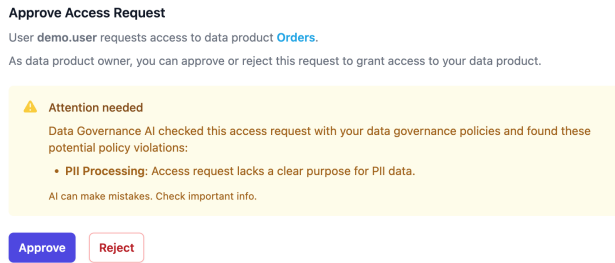 Approve Access Request
User demo.user requests access to data product Orders.
As data product owner, you can approve or reject this request to grant access to your data product.
Attention needed
Data Governance AI checked this access request with your data governance policies and found these
potential policy violations:
• PII Processing: Access request lacks a clear purpose for PII data.
AI can make mistakes. Check important info.
Approve Reject